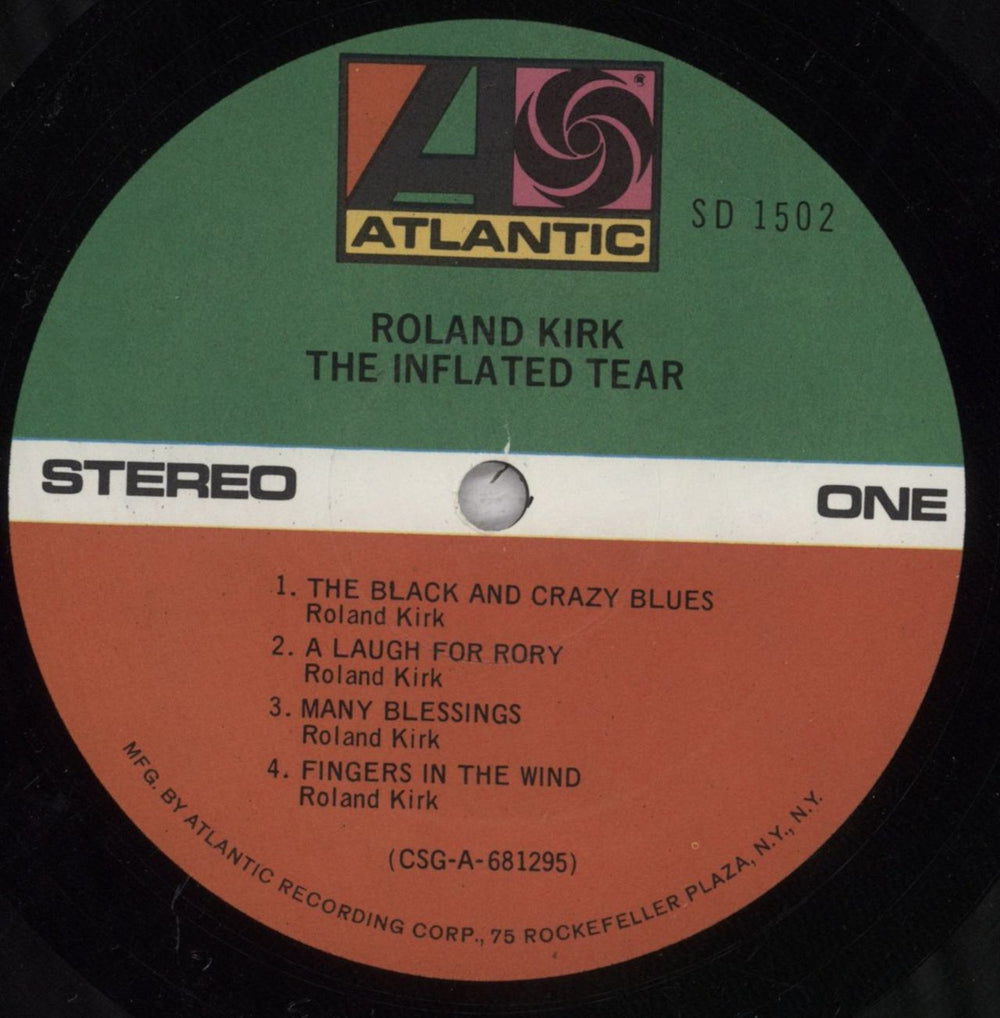 ATLANTIC
®
SD 1502
ROLAND KIRK
THE INFLATED TEAR
STEREO
ONE
1. THE BLACK AND CRAZY BLUES
Roland Kirk
2. A LAUGH FOR RORY
Roland Kirk
3. MANY BLESSINGS
Roland Kirk
4. FINGERS IN THE WIND
Roland Kirk
(CSG-A-681295)
MFG. BY ATLANTIC RECORDING CORP., 75 ROCKEFELLER PLAZA, N.Y., N.Y.